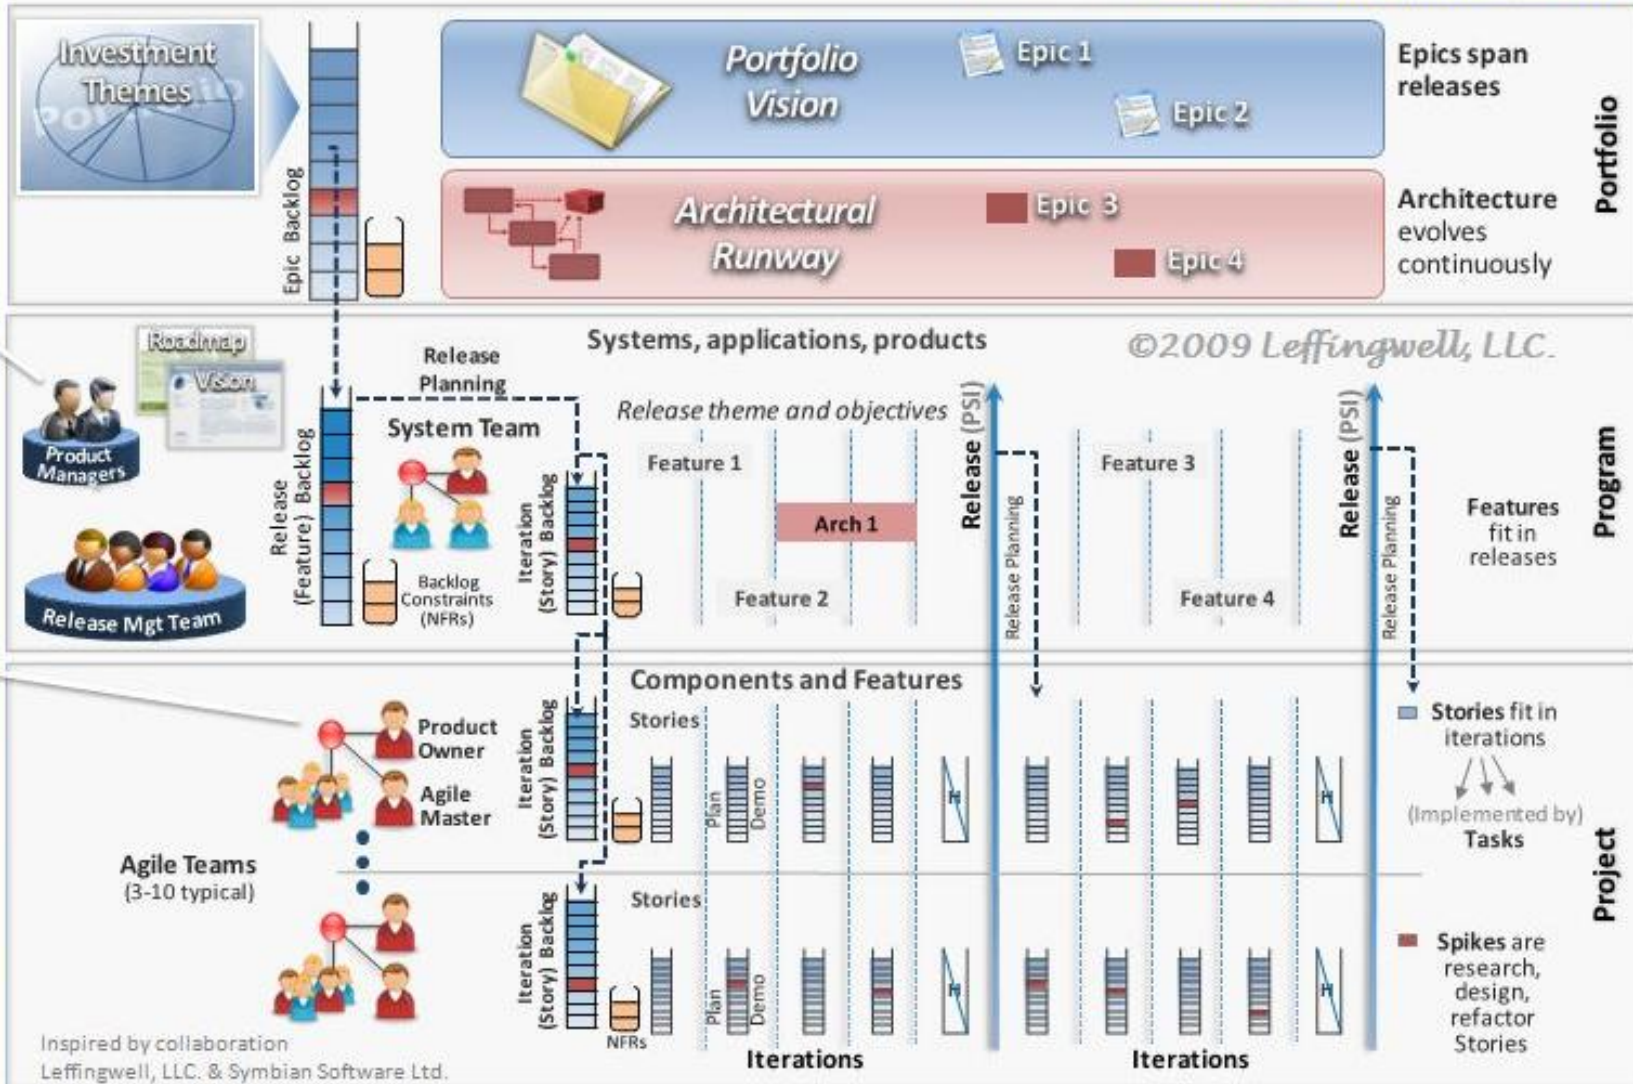 Investment
Themes
Portfolio
Epic Backlog
Portfolio
Vision
Epic 1
Epic 2
Epics span
releases
Architectural
Runway
Epic 3
Epic 4
Architecture
evolves
continuously
Portfolio
Roadmap
Vision
Product
Managers
Release Mgt Team
Release
(Feature) Backlog
Release
Planning
System Team
Backlog
Constraints
(NFRs)
Iteration
(Story) Backlog
Systems, applications, products
©2009 Leffingwell, LLC.
Release theme and objectives
Feature 1
Arch 1
Feature 2
Release (PSI)
Release Planning
Feature 3
Feature 4
Release (PSI)
Release Planning
Features
fit in
releases
Program
Components and Features
Product
Owner
Agile
Master
Agile Teams
(3-10 typical)
Iteration
(Story) Backlog
Stories
Plan
Demo
H
H
Stories fit in
iterations
(Implemented by)
Tasks
Iteration
(Story) Backlog
NFRs
Stories
Plan
Demo
H
H
Spikes are
research,
design,
refactor
Stories
Project
Iterations
Iterations
Inspired by collaboration
Leffingwell, LLC. & Symbian Software Ltd.